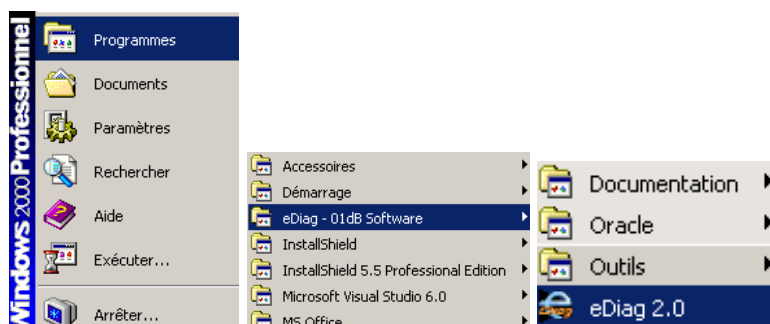 Windows 2000 Professionnel
Programmes
Documents
Paramètres
Rechercher
Aide
Exécuter...
Arrêter...
Accessoires
Démarrage
eDiag - 01dB Software
InstallShield
InstallShield 5.5 Professional Edition
Microsoft Visual Studio 6.0
MS Office
Documentation
Oracle
Outils
eDiag 2.0